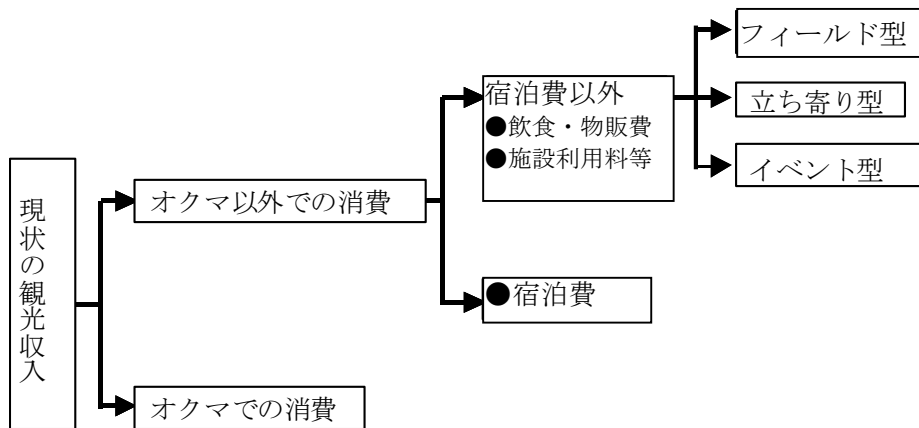 現状の観光収入
オクマ以外での消費
オクマでの消費
宿泊費以外
●飲食・物販費
●施設利用料等
●宿泊費
フィールド型
立ち寄り型
イベント型